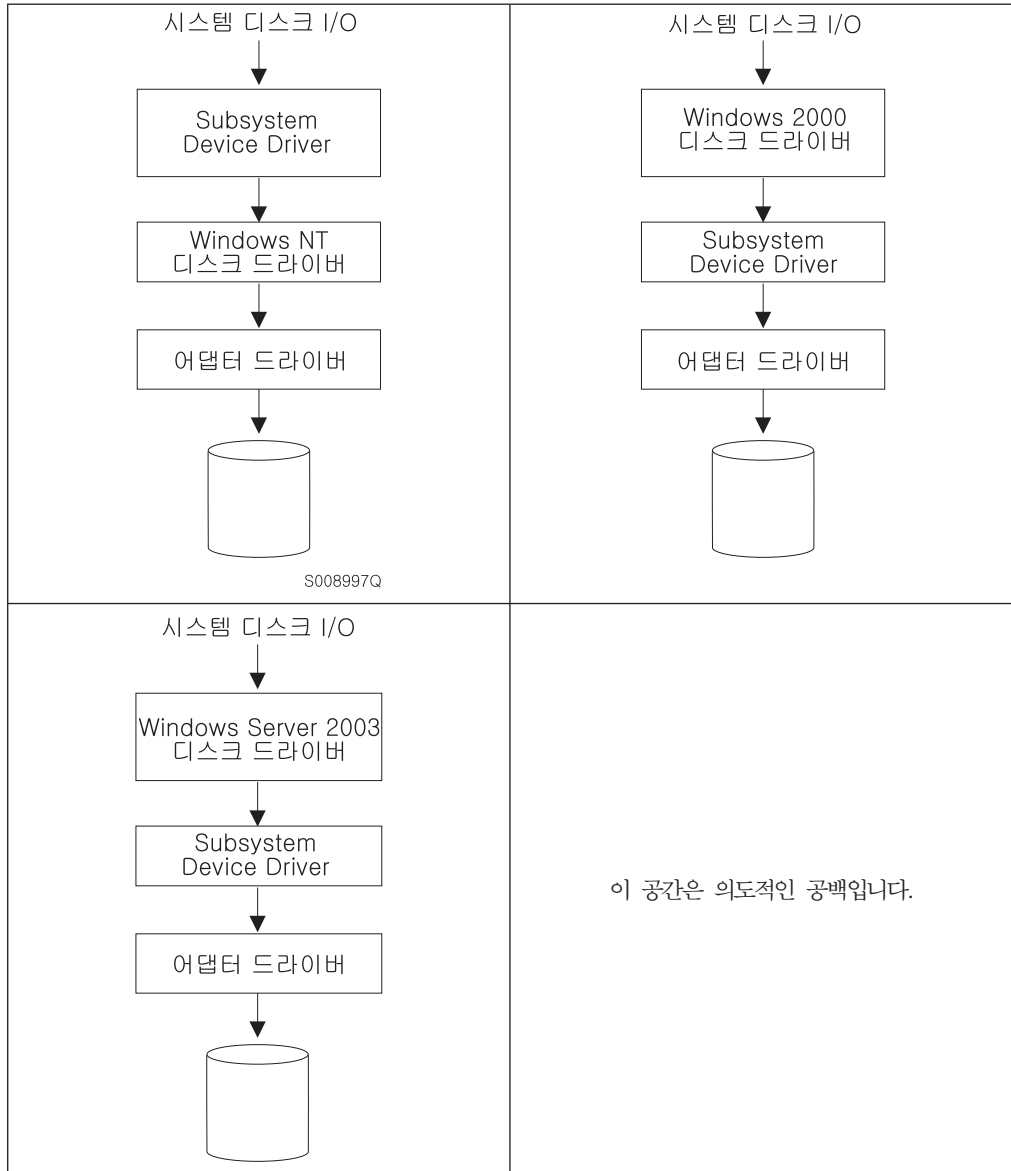 시스템 디스크 I/O
Subsystem
Device Driver
Windows NT
디스크 드라이버
어댑터 드라이버
S008997Q
시스템 디스크 I/O
Windows 2000
디스크 드라이버
Subsystem
Device Driver
어댑터 드라이버
시스템 디스크 I/O
Windows Server 2003
디스크 드라이버
Subsystem
Device Driver
어댑터 드라이버
이 공간은 의도적인 공백입니다.